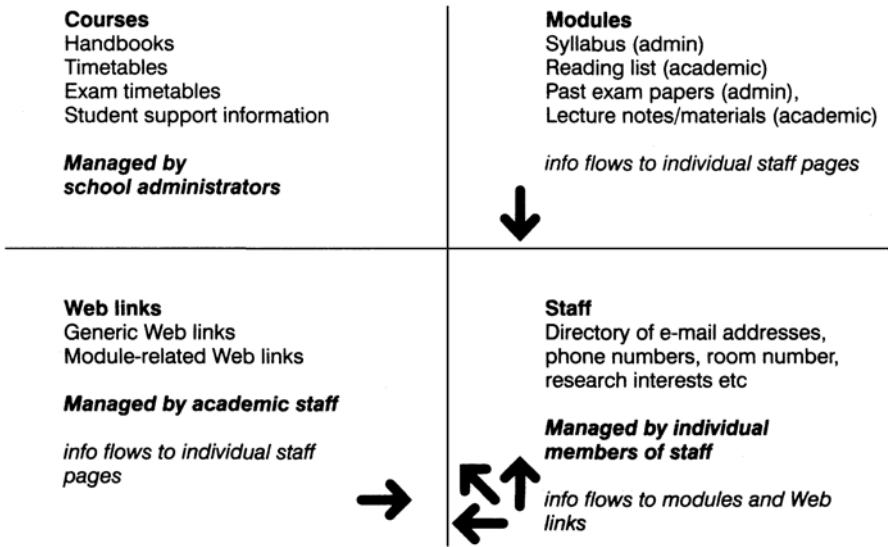 Courses
Handbooks
Timetables
Exam timetables
Student support information
Managed by
school administrators
Modules
Syllabus (admin)
Reading list (academic)
Past exam papers (admin),
Lecture notes/materials (academic)
info flows to individual staff pages
Web links
Generic Web links
Module-related Web links
Managed by academic staff
info flows to individual staff
pages
Staff
Directory of e-mail addresses,
phone numbers, room number,
research interests etc
Managed by individual
members of staff
info flows to modules and Web
links